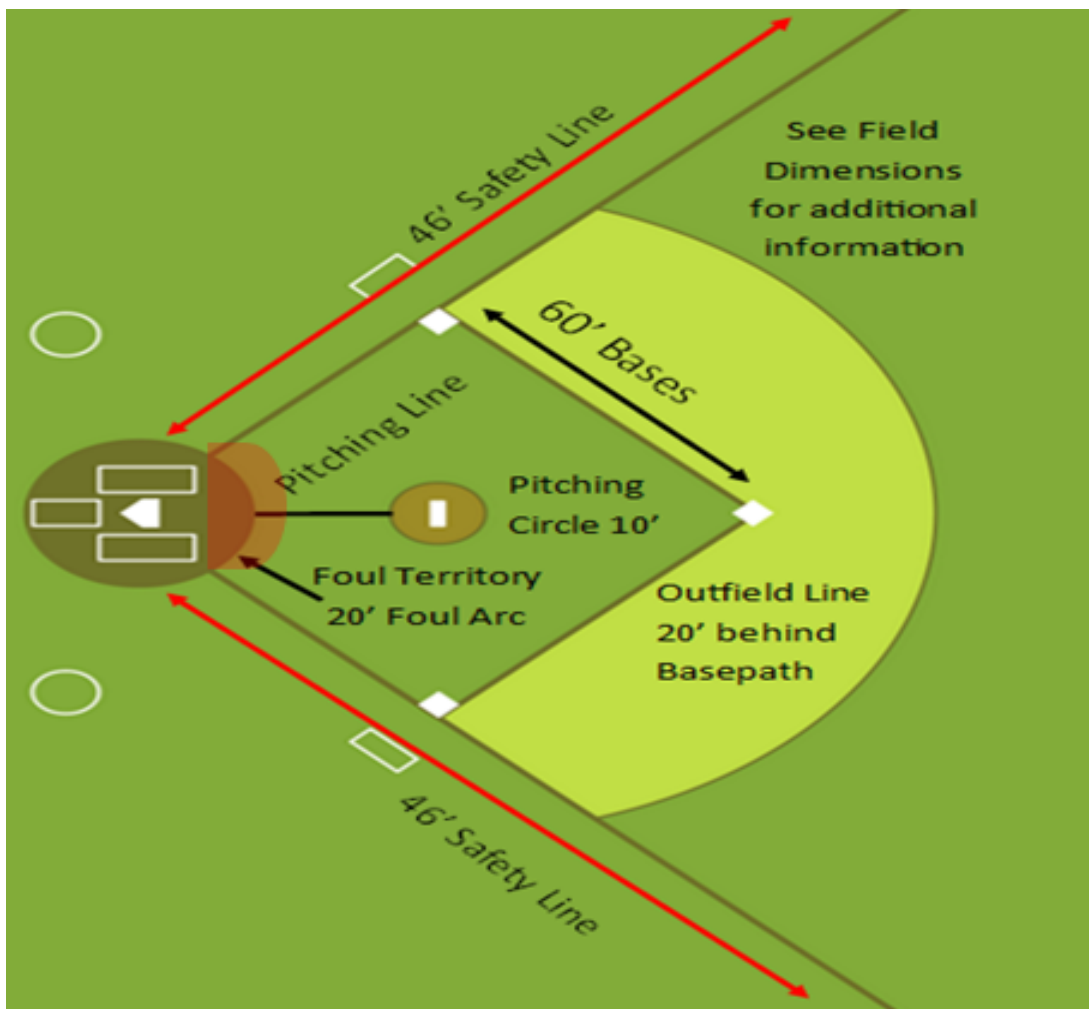 46’ Safety Line
See Field
Dimensions
for additional
information
60’ Bases
Pitching Line
Pitching
Circle 10’
Foul Territory
20’ Foul Arc
Outfield Line
20’ behind
Basepath
46’ Safety Line